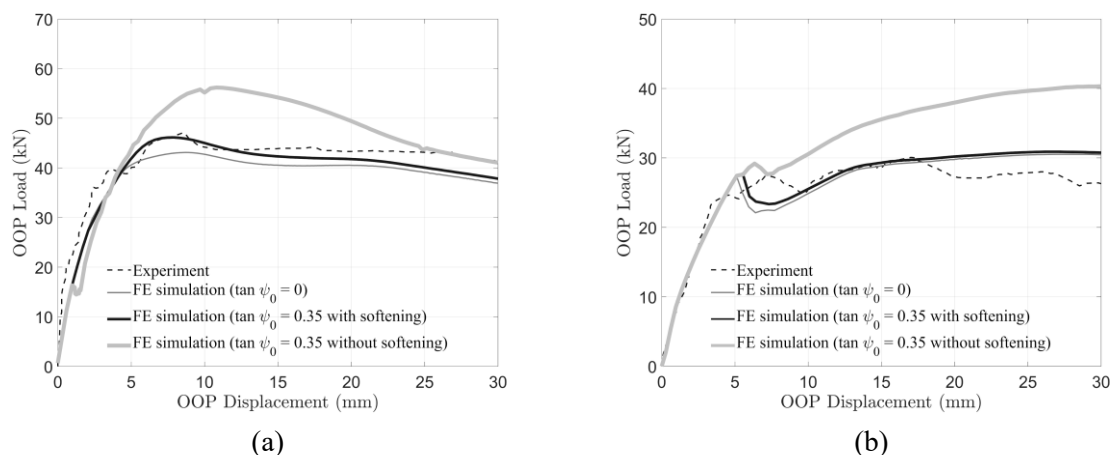 70
60
50
40
30
20
10
0
OOP Load (kN)
Experiment
FE simulation (tan ψ0 = 0)
FE simulation (tan ψ0 = 0.35 with softening)
FE simulation (tan ψ0 = 0.35 without softening)
0 5 10 15 20 25 30
OOP Displacement (mm)
(a)
50
40
30
20
10
0
OOP Load (kN)
Experiment
FE simulation (tan ψ0 = 0)
FE simulation (tan ψ0 = 0.35 with softening)
FE simulation (tan ψ0 = 0.35 without softening)
0 5 10 15 20 25 30
OOP Displacement (mm)
(b)